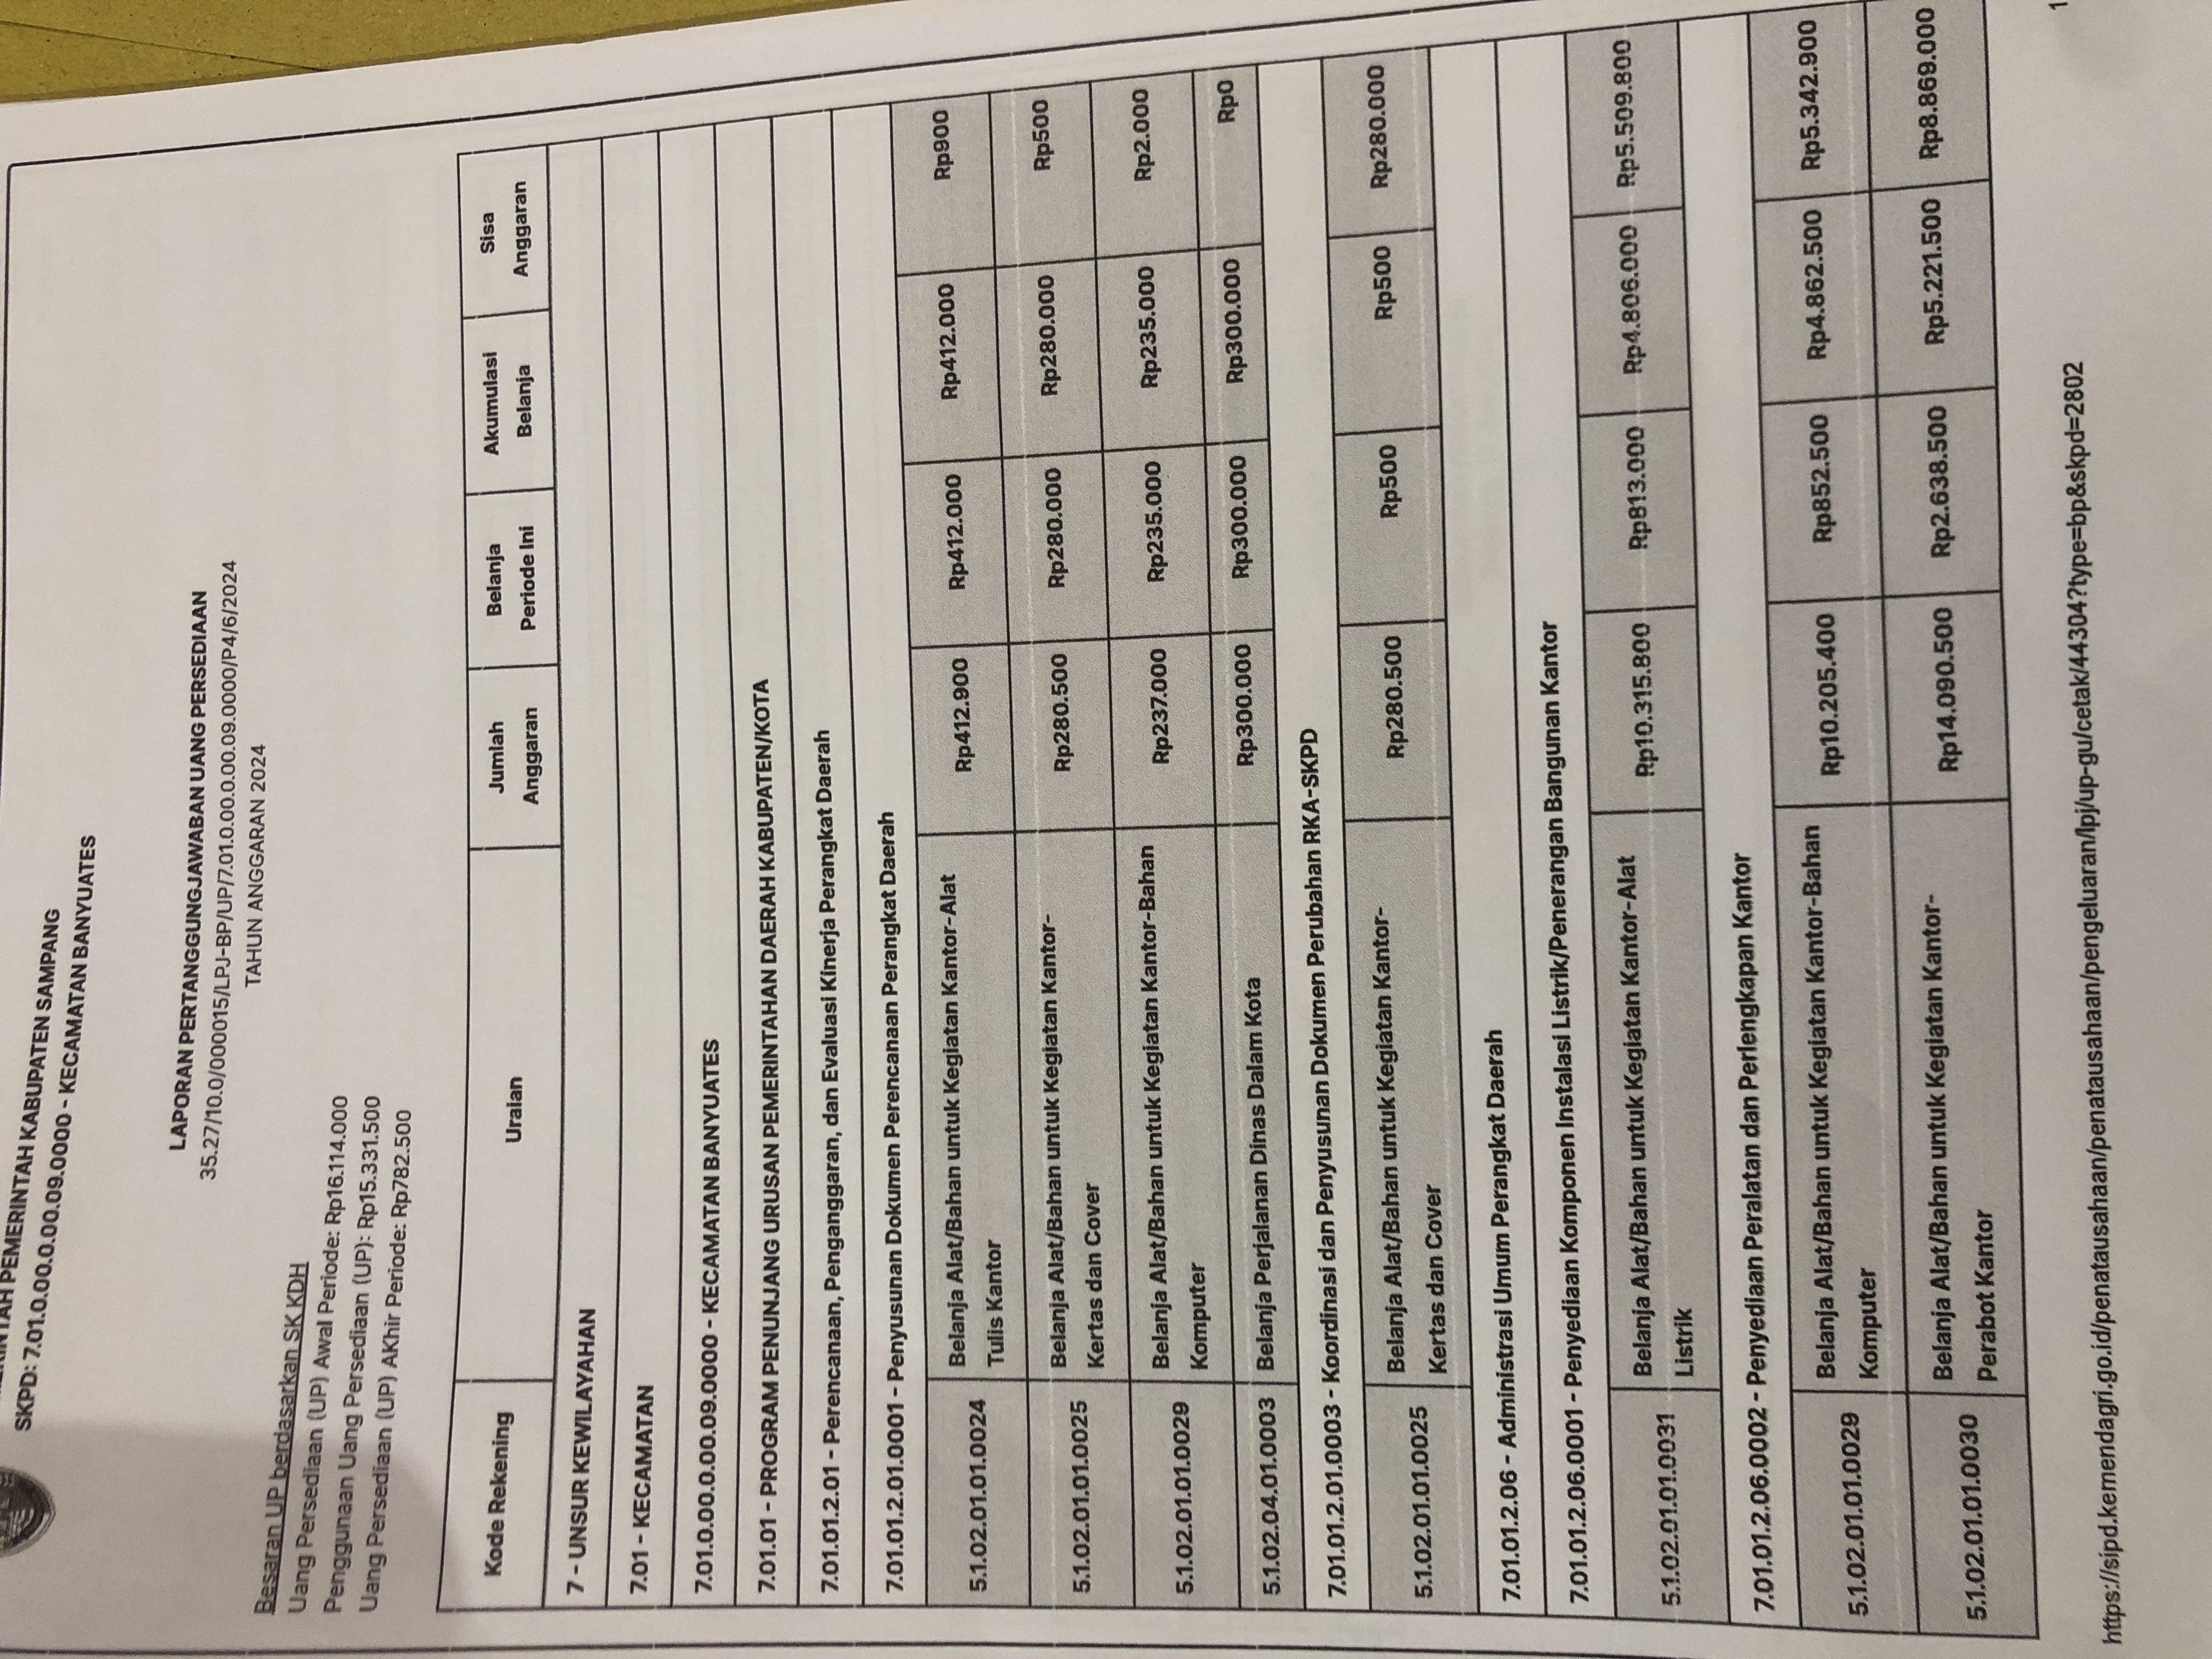 PEMERINTAH KABUPATEN SAMPANG
SKPD: 7.01.0.00.0.00.09.0000 - KECAMATAN BANYUATES
LAPORAN PERTANGGUNGJAWABAN UANG PERSEDIAAN
35.27/10.0/000015/LPJ-BP/UP/7.01.0.00.0.00.09.0000/P4/6/2024
TAHUN ANGGARAN 2024
Besaran UP berdasarkan SK KDH
Uang Persediaan (UP) Awal Periode: Rp16.114.000
Penggunaan Uang Persediaan (UP): Rp15.331.500
Uang Persediaan (UP) AKhir Periode: Rp782.500
Kode Rekening Uraian Jumlah Anggaran Belanja Periode Ini Akumulasi Belanja Sisa Anggaran
7 - UNSUR KEWILAYAHAN
7.01 - KECAMATAN
7.01.0.00.0.00.09.0000 - KECAMATAN BANYUATES
7.01.01 - PROGRAM PENUNJANG URUSAN PEMERINTAHAN DAERAH KABUPATEN/KOTA
7.01.01.2.01 - Perencanaan, Penganggaran, dan Evaluasi Kinerja Perangkat Daerah
7.01.01.2.01.0001 - Penyusunan Dokumen Perencanaan Perangkat Daerah
5.1.02.01.01.0024 Belanja Alat/Bahan untuk Kegiatan Kantor-Alat Tulis Kantor Rp412.900 Rp412.000 Rp412.000 Rp900
5.1.02.01.01.0025 Belanja Alat/Bahan untuk Kegiatan Kantor-Kertas dan Cover Rp280.500 Rp280.000 Rp280.000 Rp500
5.1.02.01.01.0029 Belanja Alat/Bahan untuk Kegiatan Kantor-Bahan Komputer Rp237.000 Rp235.000 Rp235.000 Rp2.000
5.1.02.04.01.0003 Belanja Perjalanan Dinas Dalam Kota Rp300.000 Rp300.000 Rp300.000 Rp0
7.01.01.2.01.0003 - Koordinasi dan Penyusunan Dokumen Perubahan RKA-SKPD
5.1.02.01.01.0025 Belanja Alat/Bahan untuk Kegiatan Kantor-Kertas dan Cover Rp280.500 Rp500 Rp500 Rp280.000
7.01.01.2.06 - Administrasi Umum Perangkat Daerah
7.01.01.2.06.0001 - Penyediaan Komponen Instalasi Listrik/Penerangan Bangunan Kantor
5.1.02.01.01.0031 Belanja Alat/Bahan untuk Kegiatan Kantor-Alat Listrik Rp10.315.800 Rp813.000 Rp4.806.000 Rp5.509.800
7.01.01.2.06.0002 - Penyediaan Peralatan dan Perlengkapan Kantor
5.1.02.01.01.0029 Belanja Alat/Bahan untuk Kegiatan Kantor-Bahan Komputer Rp10.205.400 Rp852.500 Rp4.862.500 Rp5.342.900
5.1.02.01.01.0030 Belanja Alat/Bahan untuk Kegiatan Kantor-Perabot Kantor Rp14.090.500 Rp2.638.500 Rp5.221.500 Rp8.869.000
https://sipd.kemendagri.go.id/penatausahaan/penatausahaan/pengeluaran/lpj/up-gu/cetak/44304?type=bp&skpd=2802